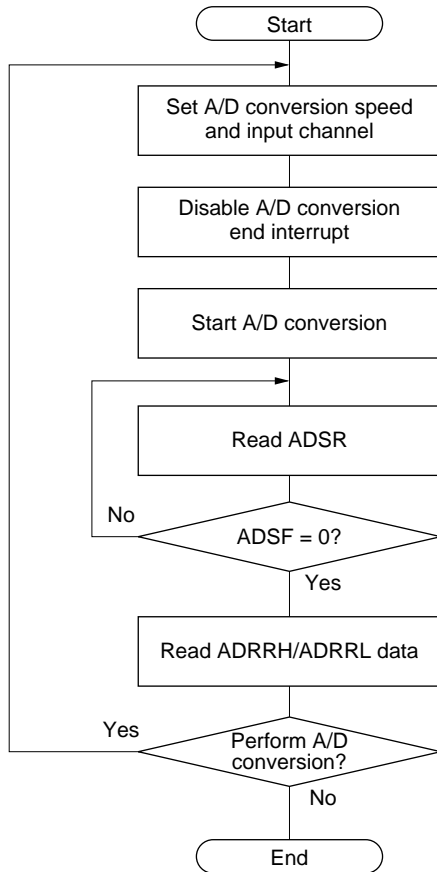 Start
Set A/D conversion speed
and input channel
Disable A/D conversion
end interrupt
Start A/D conversion
Read ADSR
No
ADSF = 0?
Yes
Read ADRRH/ADRRL data
Yes
Perform A/D
conversion?
No
End